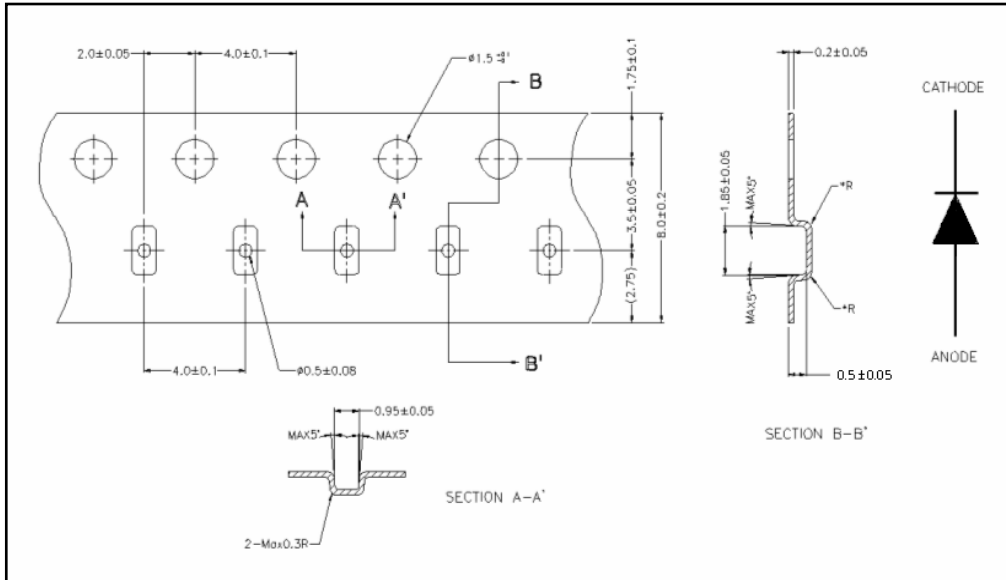 2.0±0.05
4.0±0.1
ø1.5
B
1.75±0.1
0.2±0.05
CATHODE
A
A'
3.5±0.05
8.0±0.2
(2.75)
1.85±0.05
MAX5°
MAX5°
*R
*R
4.0±0.1
ø0.5±0.08
B'
0.5±0.05
ANODE
0.95±0.05
MAX5°
MAX5°
SECTION B-B'
SECTION A-A'
2-Max0.3R